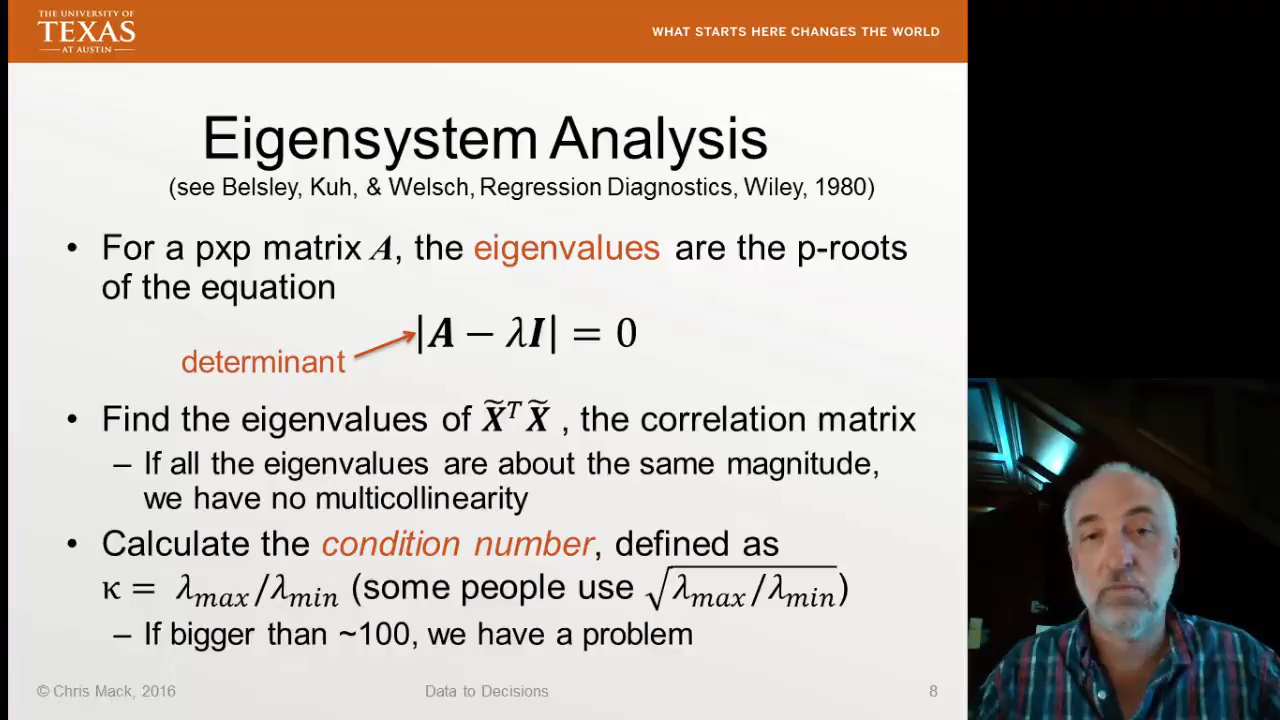 THE UNIVERSITY OF
TEXAS
AT AUSTIN
WHAT STARTS HERE CHANGES THE WORLD
Eigensystem Analysis
(see Belsley, Kuh, & Welsch, Regression Diagnostics, Wiley, 1980)
• For a pxp matrix A, the eigenvalues are the p-roots
of the equation
|A − λI| = 0
determinant
• Find the eigenvalues of X̃ᵀX̃ , the correlation matrix
– If all the eigenvalues are about the same magnitude,
we have no multicollinearity
• Calculate the condition number, defined as
κ = λmax/λmin (some people use √λmax/λmin)
– If bigger than ~100, we have a problem
© Chris Mack, 2016
Data to Decisions
8